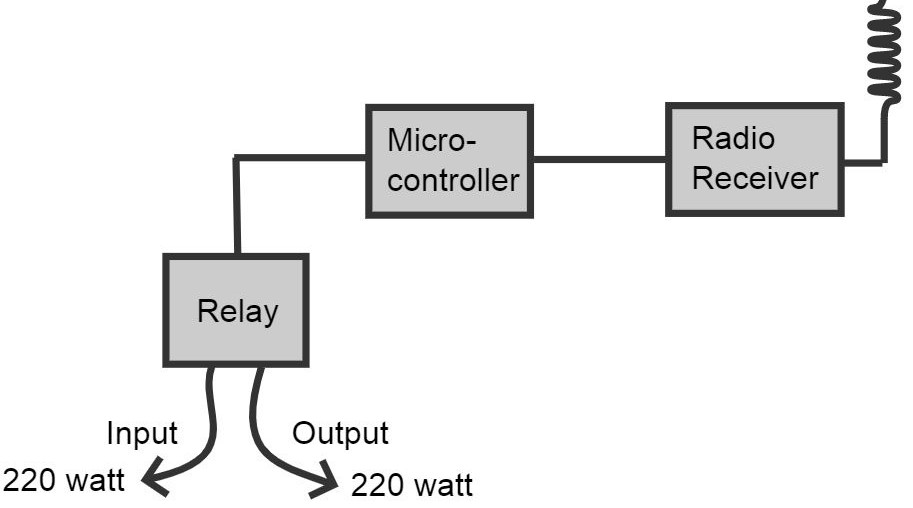 Micro-
controller
Radio
Receiver
Relay
Input
Output
220 watt
220 watt